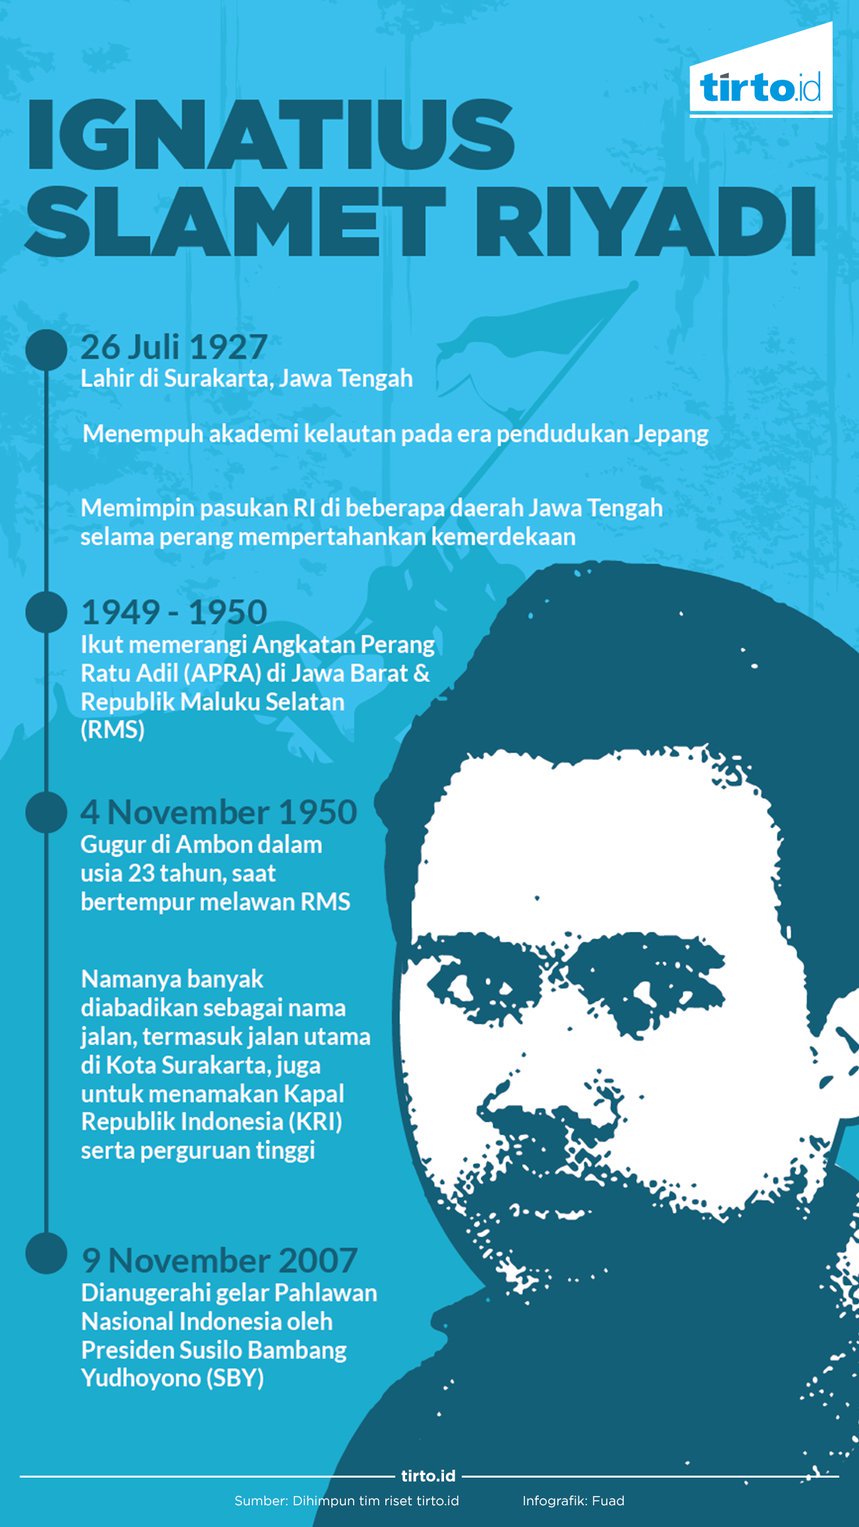 tirto.id
IGNATIUS
SLAMET RIYADI
26 Juli 1927
Lahir di Surakarta, Jawa Tengah
Menempuh akademi kelautan pada era pendudukan Jepang
Memimpin pasukan RI di beberapa daerah Jawa Tengah
selama perang mempertahankan kemerdekaan
1949 - 1950
Ikut memerangi Angkatan Perang
Ratu Adil (APRA) di Jawa Barat &
Republik Maluku Selatan
(RMS)
4 November 1950
Gugur di Ambon dalam
usia 23 tahun, saat
bertempur melawan RMS
Namanya banyak
diabadikan sebagai nama
jalan, termasuk jalan utama
di Kota Surakarta, juga
untuk menamakan Kapal
Republik Indonesia (KRI)
serta perguruan tinggi
9 November 2007
Dianugerahi gelar Pahlawan
Nasional Indonesia oleh
Presiden Susilo Bambang
Yudhoyono (SBY)
tirto.id
Sumber: Dihimpun tim riset tirto.id
Infografik: Fuad